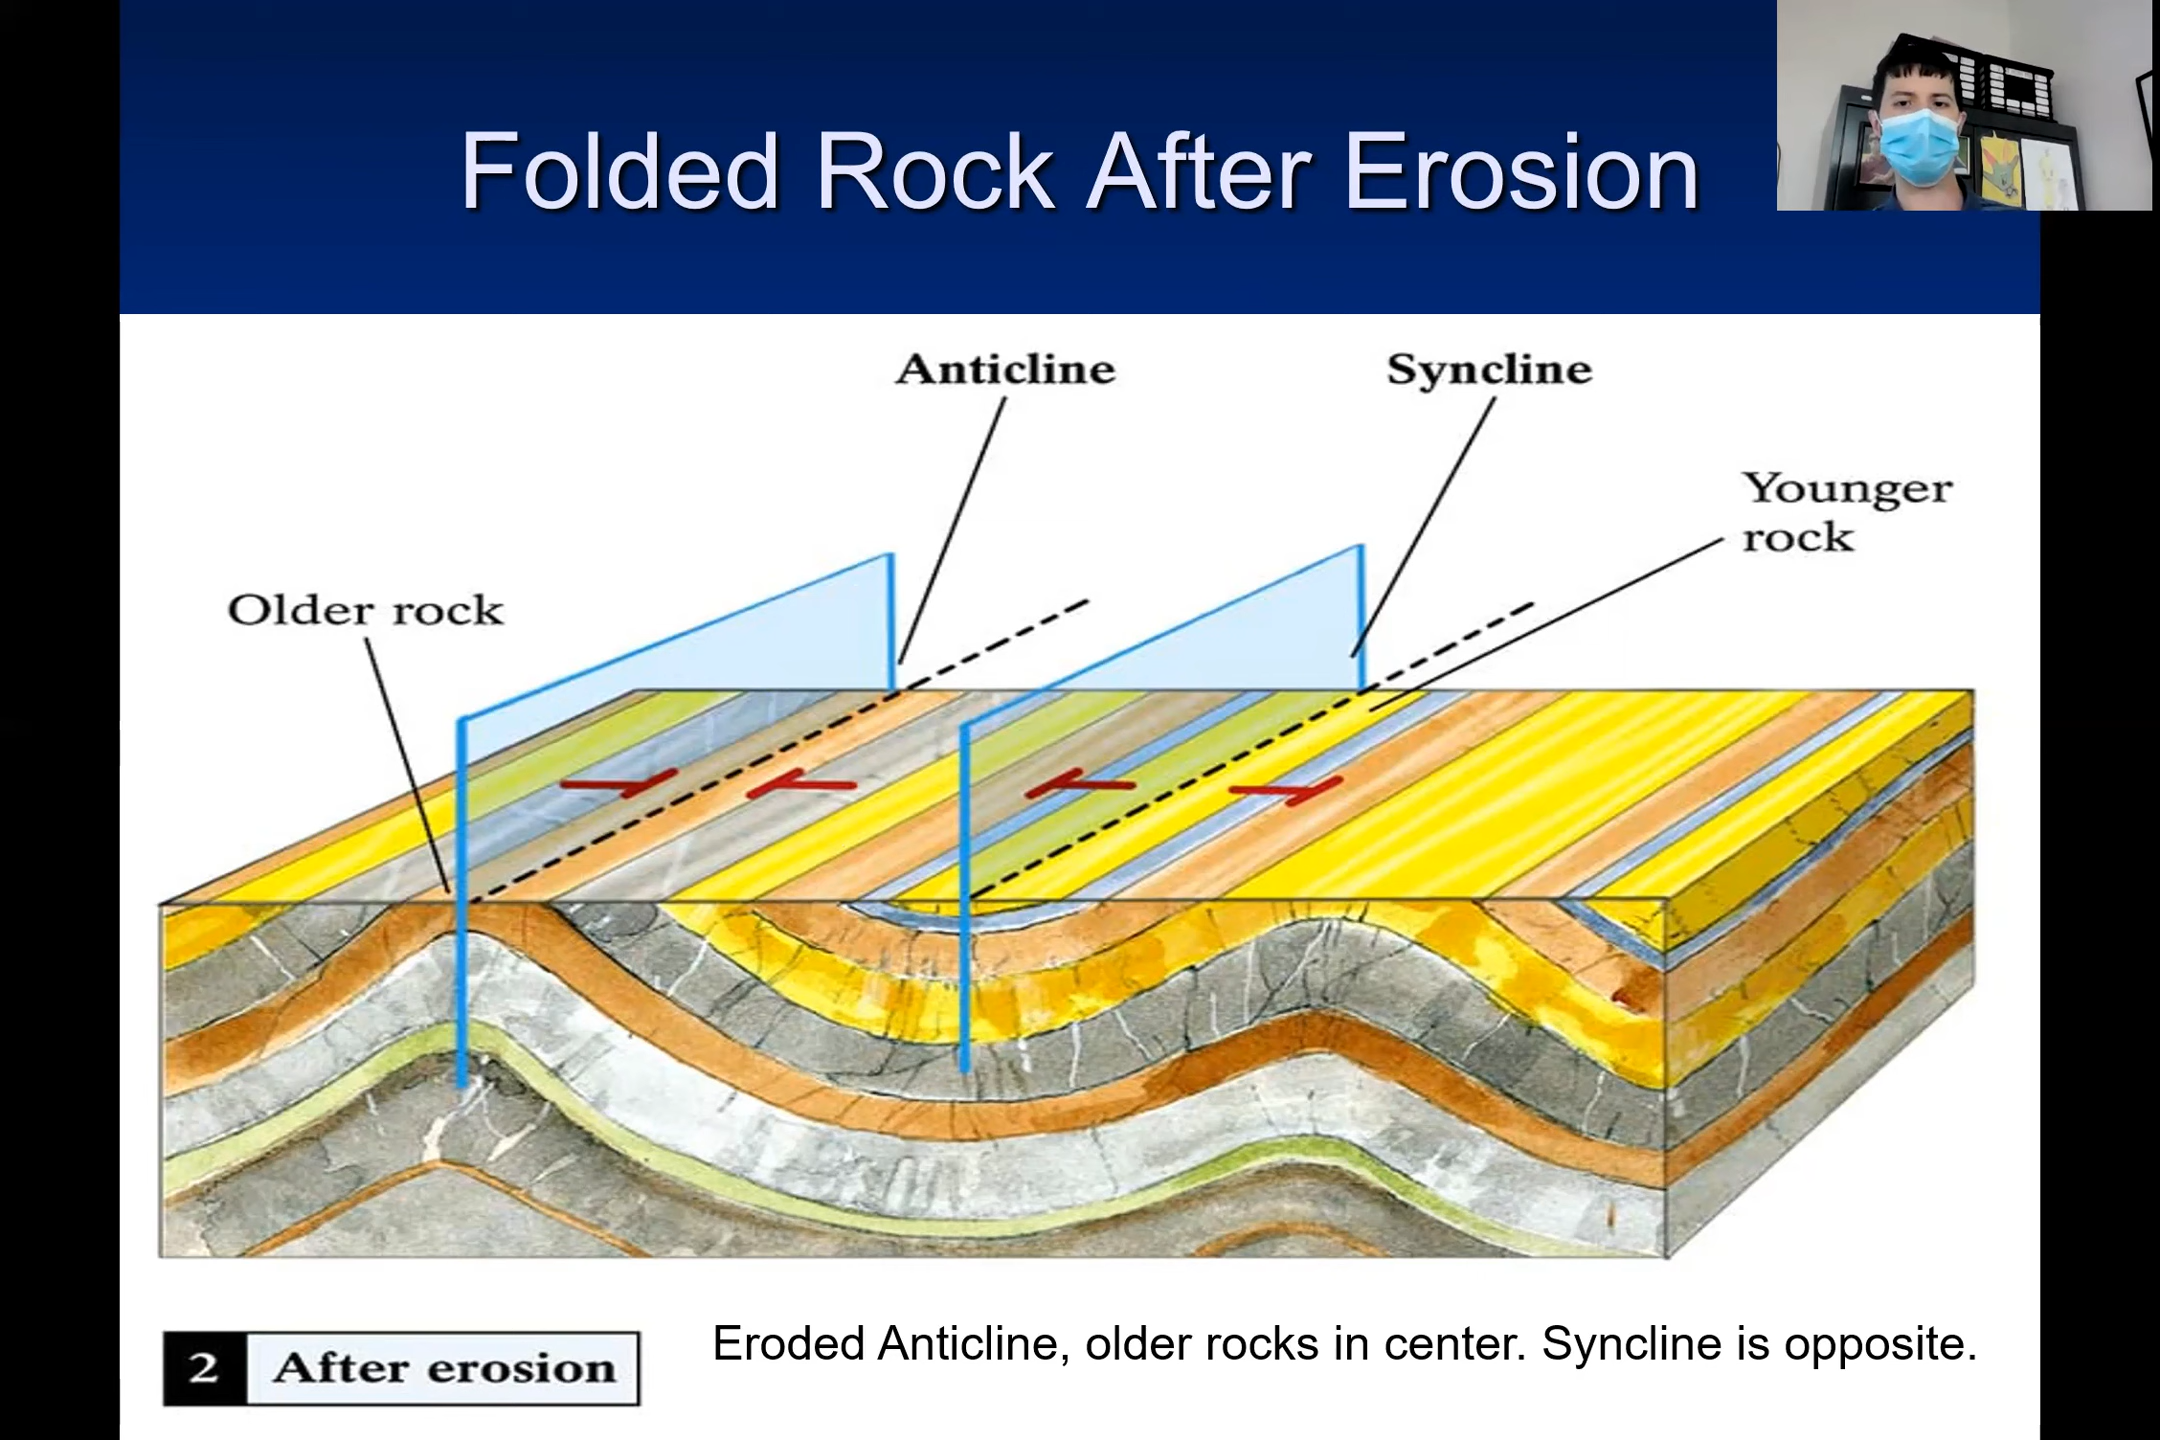 Folded Rock After Erosion
Anticline
Syncline
Younger
rock
Older rock
2 After erosion
Eroded Anticline, older rocks in center. Syncline is opposite.